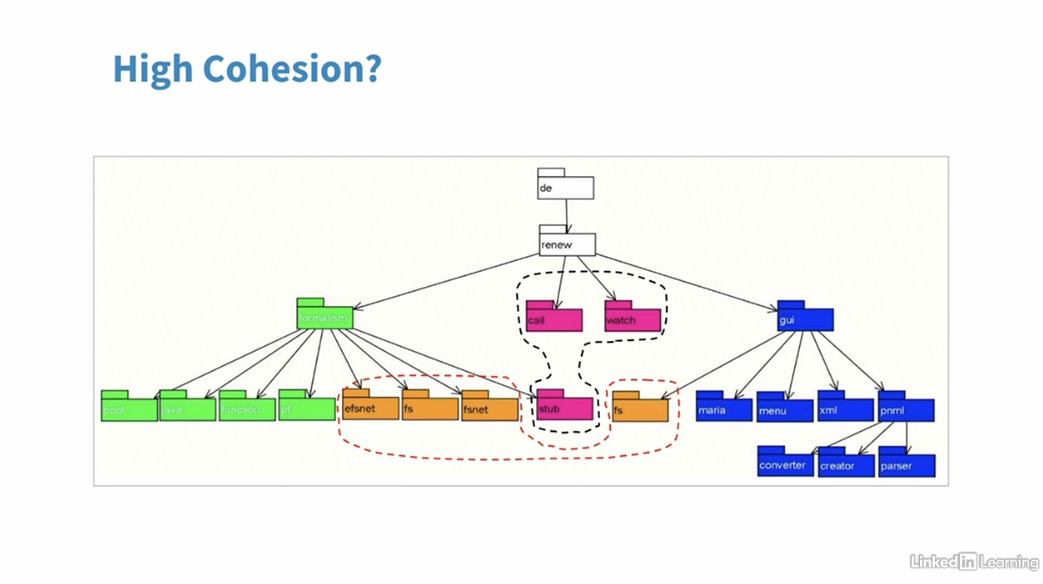 High Cohesion?
de
renew
formalism
call
watch
gui
bool
java
function
pt
efsnet
fs
fsnet
stub
fs
maria
menu
xml
pnml
converter
creator
parser
Linked in Learning